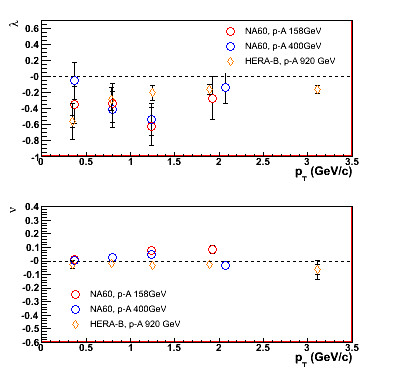 λ
0.6
0.4
0.2
-0
-0.2
-0.4
-0.6
-0.8
-1
NA60, p-A 158GeV
NA60, p-A 400GeV
HERA-B, p-A 920 GeV
0 0.5 1 1.5 2 2.5 3 3.5
p_T (GeV/c)
ν
0.4
0.3
0.2
0.1
-0
-0.1
-0.2
-0.3
-0.4
-0.5
-0.6
NA60, p-A 158GeV
NA60, p-A 400GeV
HERA-B, p-A 920 GeV
0 0.5 1 1.5 2 2.5 3 3.5
p_T (GeV/c)